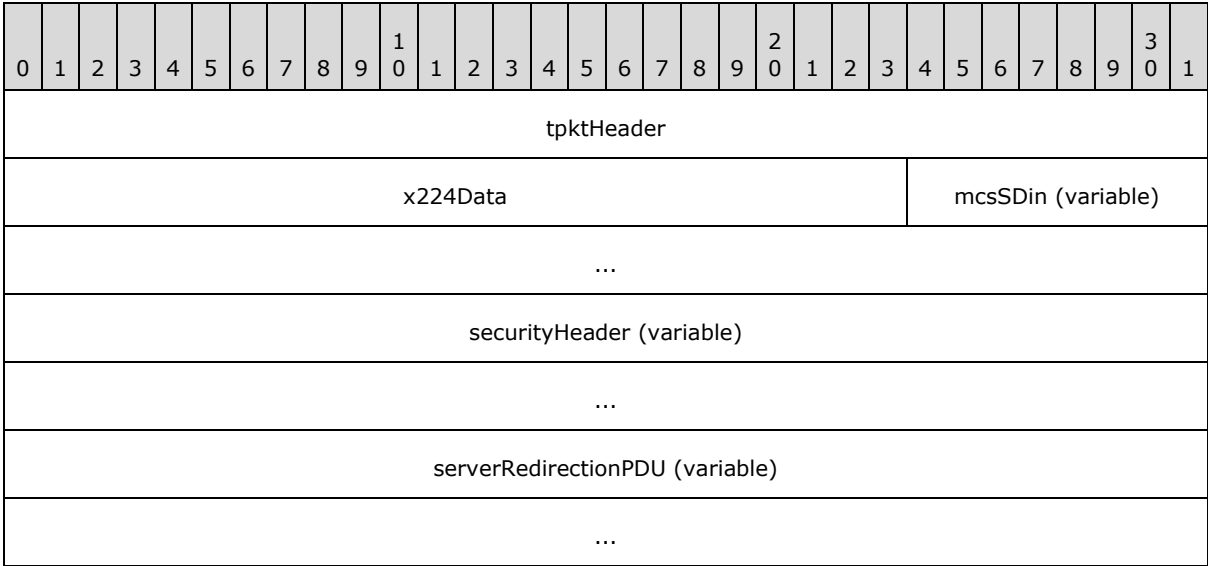 0 1 2 3 4 5 6 7 8 9 1 0 1 2 3 4 5 6 7 8 9 2 0 1 2 3 4 5 6 7 8 9 3 0 1
tpktHeader
x224Data mcsSDin (variable)
...
securityHeader (variable)
...
serverRedirectionPDU (variable)
...